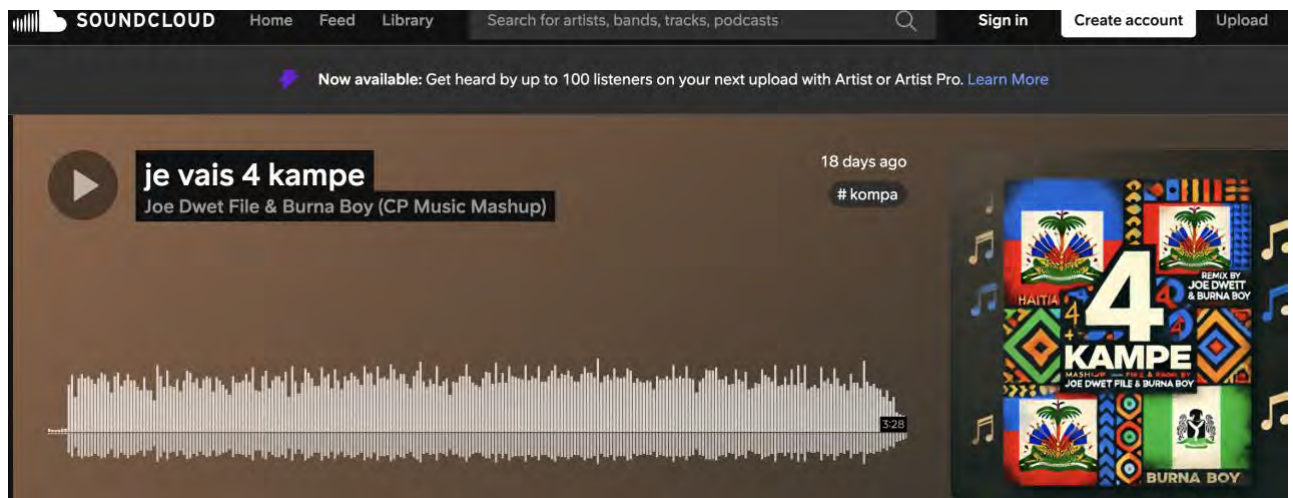 SOUNDCLOUD Home Feed Library Search for artists, bands, tracks, podcasts Sign in Create account Upload
Now available: Get heard by up to 100 listeners on your next upload with Artist or Artist Pro. Learn More
je vais 4 kampe
Joe Dwet File & Burna Boy (CP Music Mashup)
18 days ago
# kompa
3:28
REMIX BY
JOE DWETT
& BURNA BOY
HAITIA
4
4
KAMPE
MASHUP
JOE DWET FILE & BURNA BOY
BURNA BOY